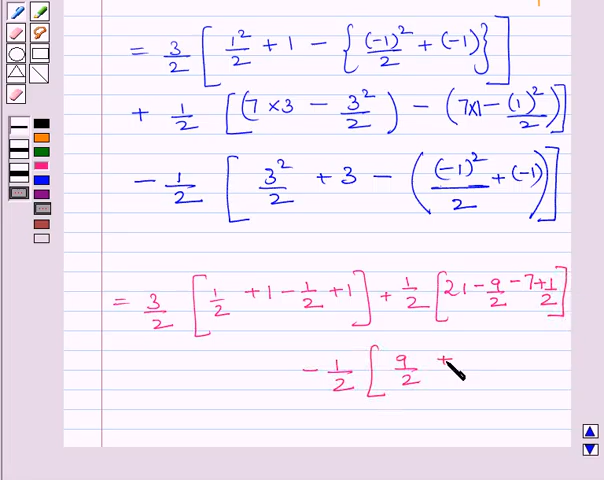 = 3/2 [ 1²/2 + 1 - { (-1)²/2 + (-1) } ]
+ 1/2 [ (7 × 3 - 3²/2) - (7×1 - (1)²/2) ]
- 1/2 [ 3²/2 + 3 - ( (-1)²/2 + (-1) ) ]
= 3/2 [ 1/2 + 1 - 1/2 + 1 ] + 1/2 [ 21 - 9/2 - 7 + 1/2 ]
- 1/2 [ 9/2 +